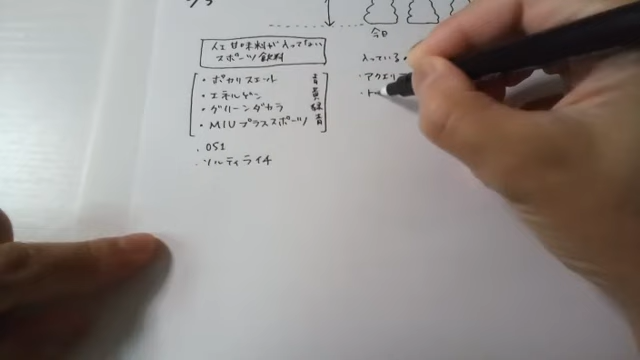 今日
人工甘味料が入ってない
スポーツ飲料
・ポカリスエット 青
・エネルゲン 黄
・グリーンダカラ 緑
・MIUプラススポーツ 青
・OS1
・ソルティライチ
入っている
・アクエリ
・ト